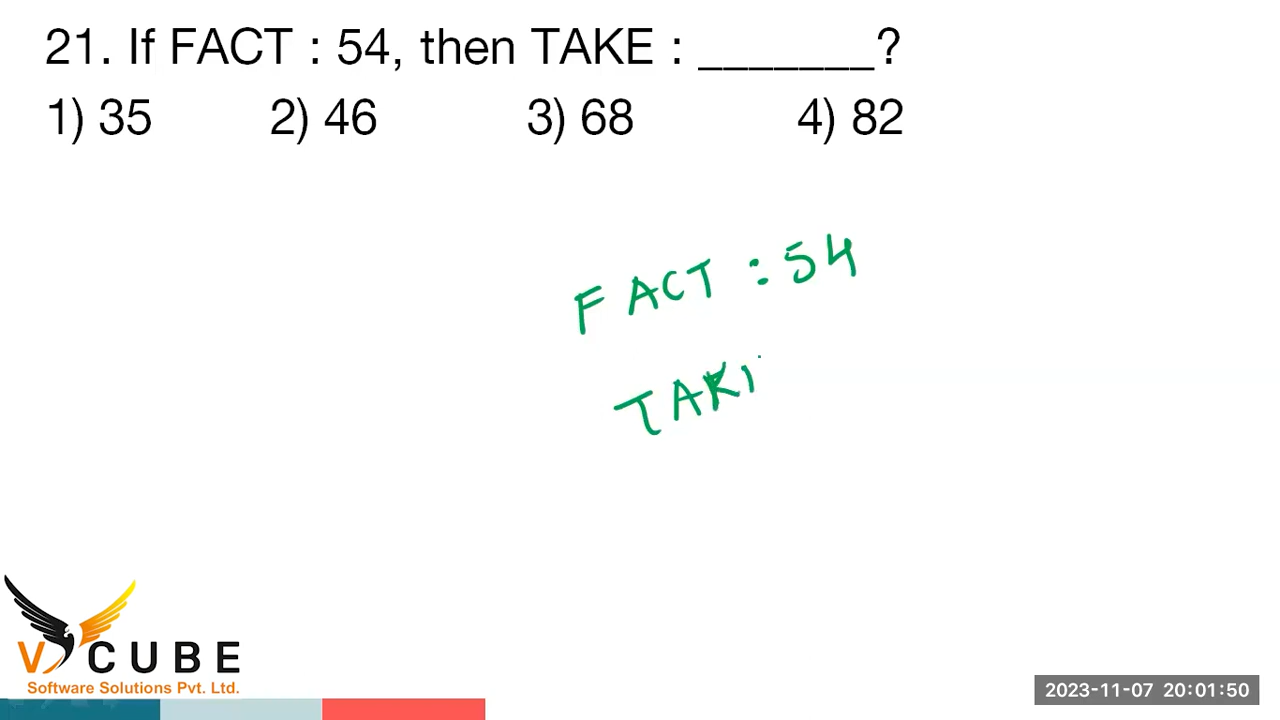 21. If FACT : 54, then TAKE : _______?
1) 35 2) 46 3) 68 4) 82
FACT : 54
TAK
V CUBE
Software Solutions Pvt. Ltd.
2023-11-07 20:01:50